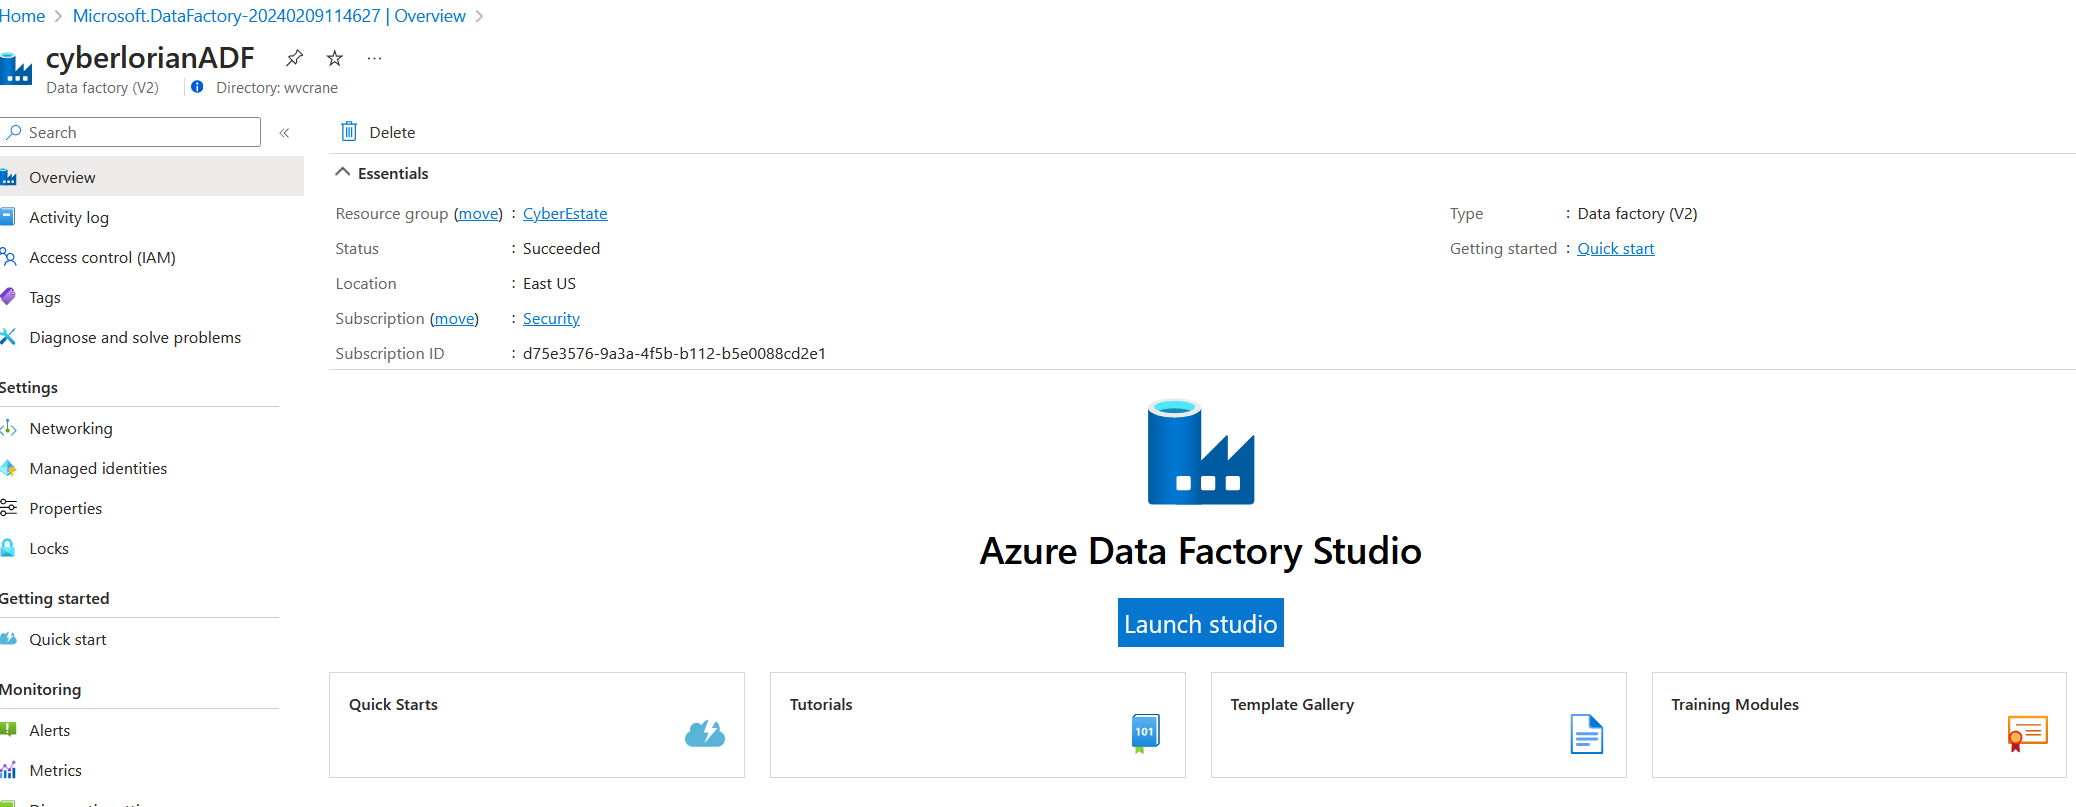 Home > Microsoft.DataFactory-20240209114627 | Overview >
cyberlorianADF
Data factory (V2)
Directory: wvcrane
Search
«
Overview
Activity log
Access control (IAM)
Tags
Diagnose and solve problems
Settings
Networking
Managed identities
Properties
Locks
Getting started
Quick start
Monitoring
Alerts
Metrics
Delete
Essentials
Resource group (move) : CyberEstate
Status : Succeeded
Location : East US
Subscription (move) : Security
Subscription ID : d75e3576-9a3a-4f5b-b112-b5e0088cd2e1
Type : Data factory (V2)
Getting started : Quick start
Azure Data Factory Studio
Launch studio
Quick Starts
Tutorials
101
Template Gallery
Training Modules